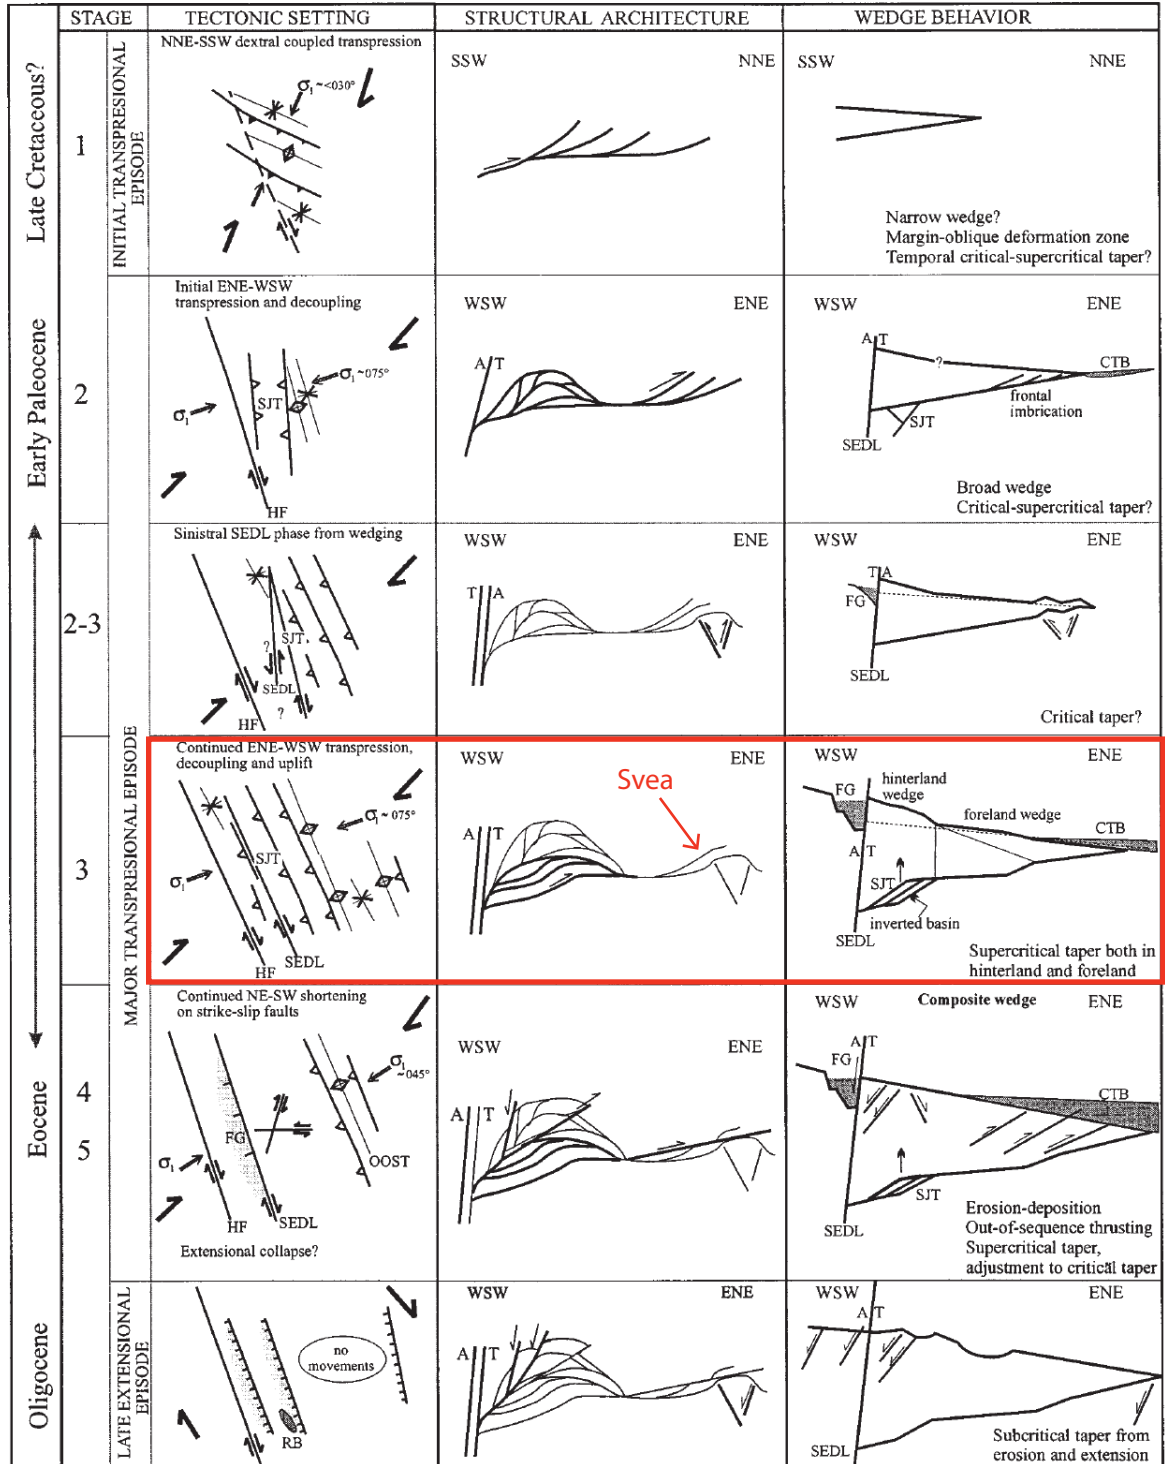 STAGE
TECTONIC SETTING
STRUCTURAL ARCHITECTURE
WEDGE BEHAVIOR
Late Cretaceous?
Early Paleocene
Eocene
Oligocene
1
INITIAL TRANSPRESIONAL
EPISODE
NNE-SSW dextral coupled transpression
σ1 ~<030°
SSW
NNE
SSW
NNE
Narrow wedge?
Margin-oblique deformation zone
Temporal critical-supercritical taper?
2
MAJOR TRANSPRESIONAL EPISODE
Initial ENE-WSW
transpression and decoupling
σ1 ~075°
SJT
σ1
HF
WSW
ENE
A T
WSW
ENE
A T
?
CTB
frontal
imbrication
SJT
SEDL
Broad wedge
Critical-supercritical taper?
2-3
Sinistral SEDL phase from wedging
SJT
?
SEDL
?
HF
WSW
ENE
T A
WSW
ENE
T A
FG
SEDL
Critical taper?
3
Continued ENE-WSW transpression,
decoupling and uplift
σ1 ~075°
SJT
σ1
HF
SEDL
WSW
ENE
Svea
A T
WSW
ENE
FG
hinterland
wedge
foreland wedge
CTB
A T
SJT
inverted basin
SEDL
Supercritical taper both in
hinterland and foreland
4
5
Continued NE-SW shortening
on strike-slip faults
σ1
~045°
FG
OOST
σ1
HF
SEDL
Extensional collapse?
WSW
ENE
A T
WSW
Composite wedge
ENE
A T
FG
CTB
SJT
SEDL
Erosion-deposition
Out-of-sequence thrusting
Supercritical taper,
adjustment to critical taper
LATE EXTENSIONAL
EPISODE
no
movements
RB
WSW
ENE
A T
WSW
ENE
A T
SEDL
Subcritical taper from
erosion and extension